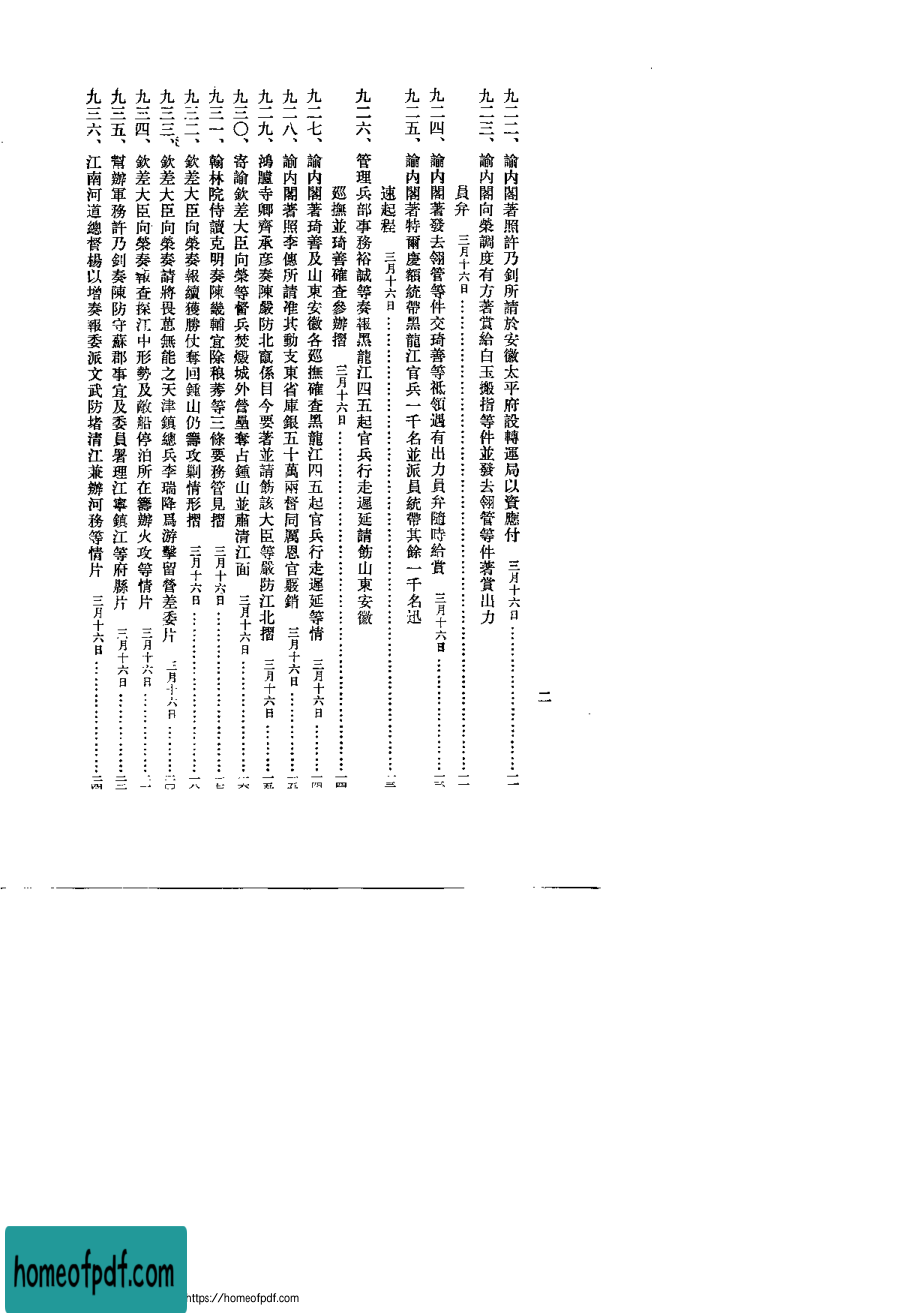 九二二、諭內閣著照許乃釗所請於安徽太平府設轉運局以資應付　三月十六日…………一一
九二三、諭內閣向榮調度有方著賞給白玉搬指等件並發去翎管等件著賞出力
員弁　三月十六日…………一一
九二四、諭內閣著發去翎管等件交琦善等祗領遇有出力員弁隨時給賞　三月十六日…………一三
九二五、諭內閣著特爾慶額統帶黑龍江官兵一千名並派員統帶其餘一千名迅
速起程　三月十六日…………一三
九二六、管理兵部事務裕誠等奏報黑龍江四五起官兵行走遲延請飭山東安徽
巡撫並琦善確查參辦摺　三月十六日…………一四
九二七、諭內閣著琦善及山東安徽各巡撫確查黑龍江四五起官兵行走遲延等情　三月十六日………一四
九二八、諭內閣著照李僡所請准其動支東省庫銀五十萬兩督同厲恩官覈銷　三月十六日…………一五
九二九、鴻臚寺卿齊承彥奏陳嚴防北竄係目今要著並請飭該大臣等嚴防江北摺　三月十六日………一五
九三〇、寄諭欽差大臣向榮等督兵焚燬城外營壘奪占鍾山並肅清江面　三月十六日…………一六
九三一、翰林院侍讀克明奏陳畿輔宜除稂莠等三條要務管見摺　三月十六日…………一七
九三二、欽差大臣向榮奏報續獲勝仗奪回鍾山仍籌攻剿情形摺　三月十六日…………一八
九三三、欽差大臣向榮奏請將畏葸無能之天津鎮總兵李瑞降爲游擊留營差委片　三月十六日………二〇
九三四、欽差大臣向榮奏報查探江中形勢及敵船停泊所在籌辦火攻等情片　三月十六日…………二一
九三五、幫辦軍務許乃釗奏陳防守蘇郡事宜及委員署理江寧鎮江等府縣片　三月十六日…………二三
九三六、江南河道總督楊以增奏報委派文武防堵清江兼辦河務等情片　三月十六日…………二四
二
homeofpdf.com
https://homeofpdf.com